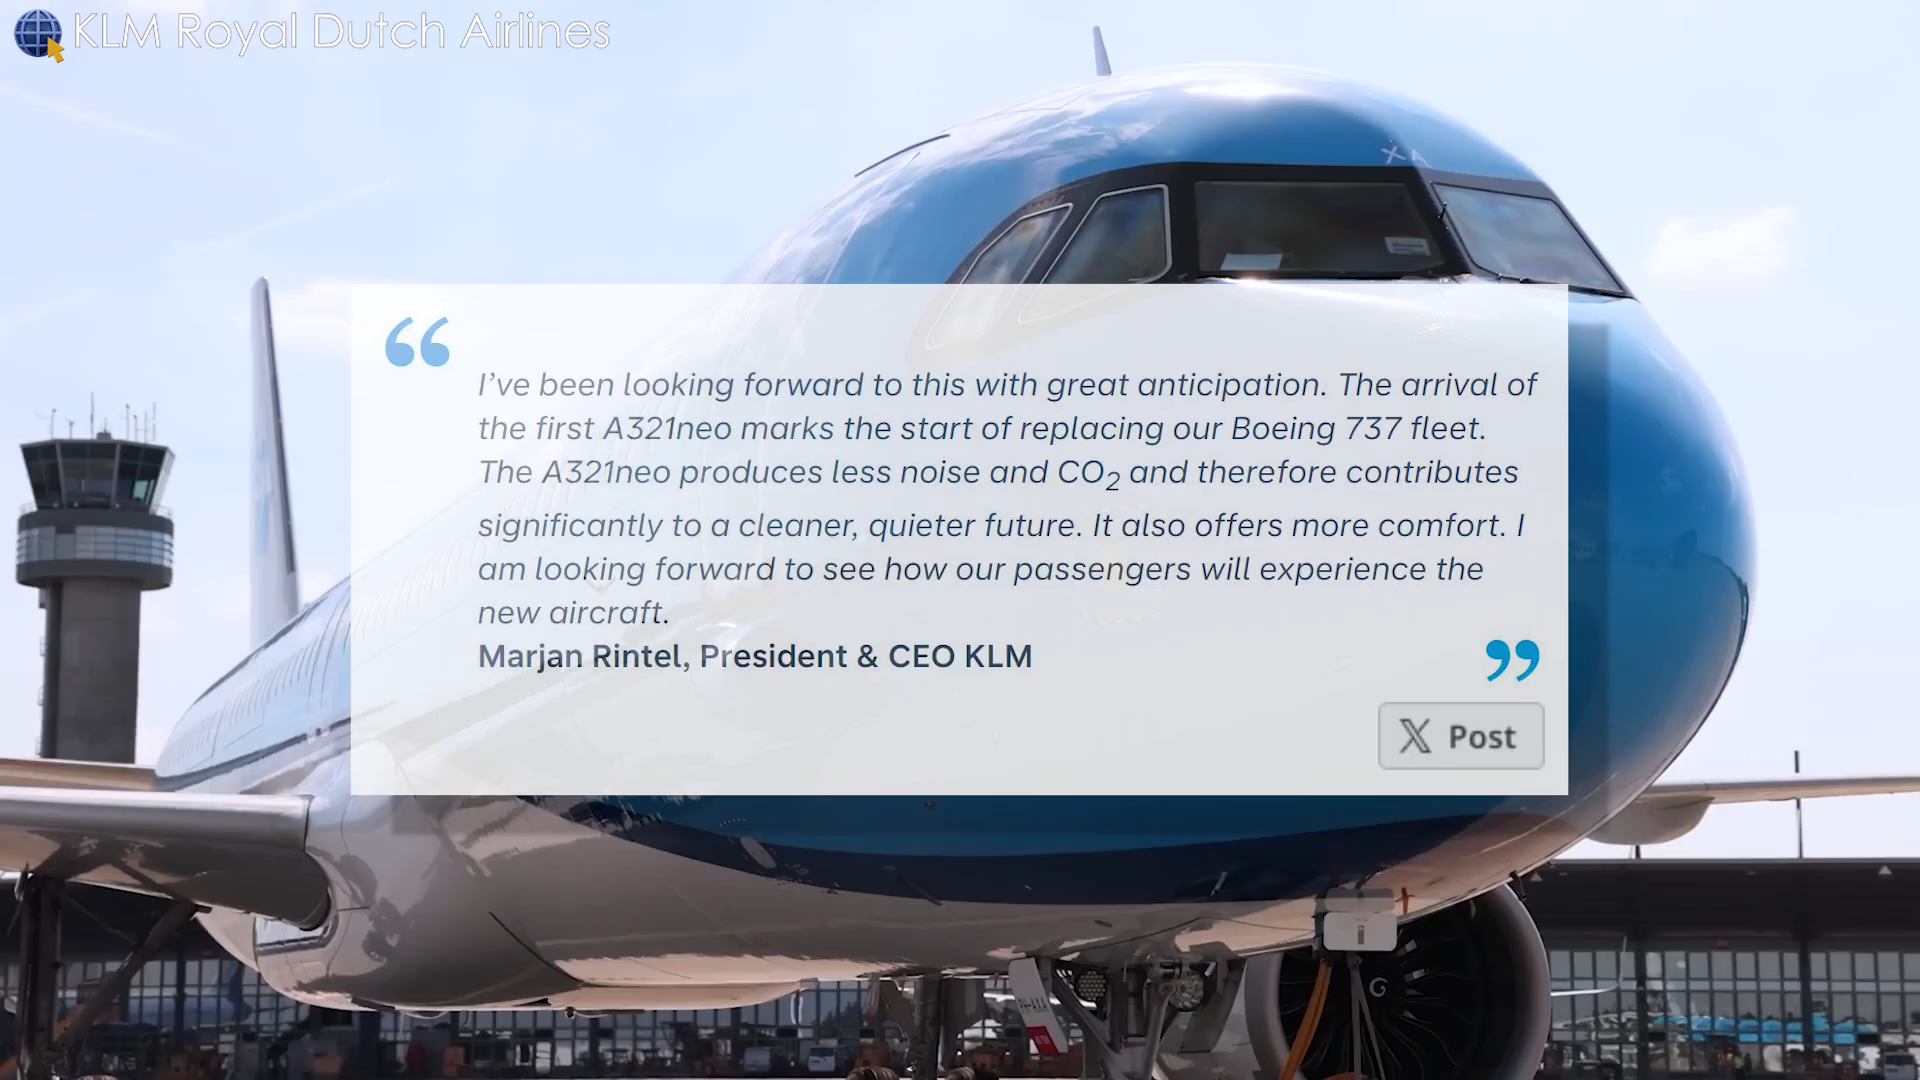 KLM Royal Dutch Airlines
“
I’ve been looking forward to this with great anticipation. The arrival of
the first A321neo marks the start of replacing our Boeing 737 fleet.
The A321neo produces less noise and CO₂ and therefore contributes
significantly to a cleaner, quieter future. It also offers more comfort. I
am looking forward to see how our passengers will experience the
new aircraft.
Marjan Rintel, President & CEO KLM
”
X Post
PH-AXA